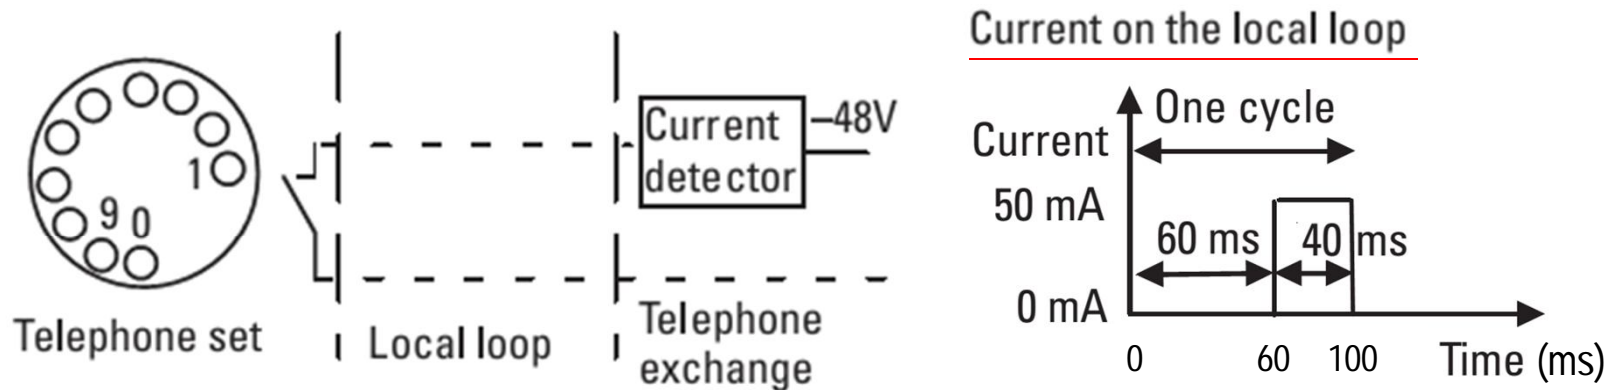 1
9 0
Telephone set
Local loop
Current
detector
–48V
Telephone
exchange
Current on the local loop
One cycle
Current
50 mA
60 ms
40 ms
0 mA
0
60
100
Time (ms)